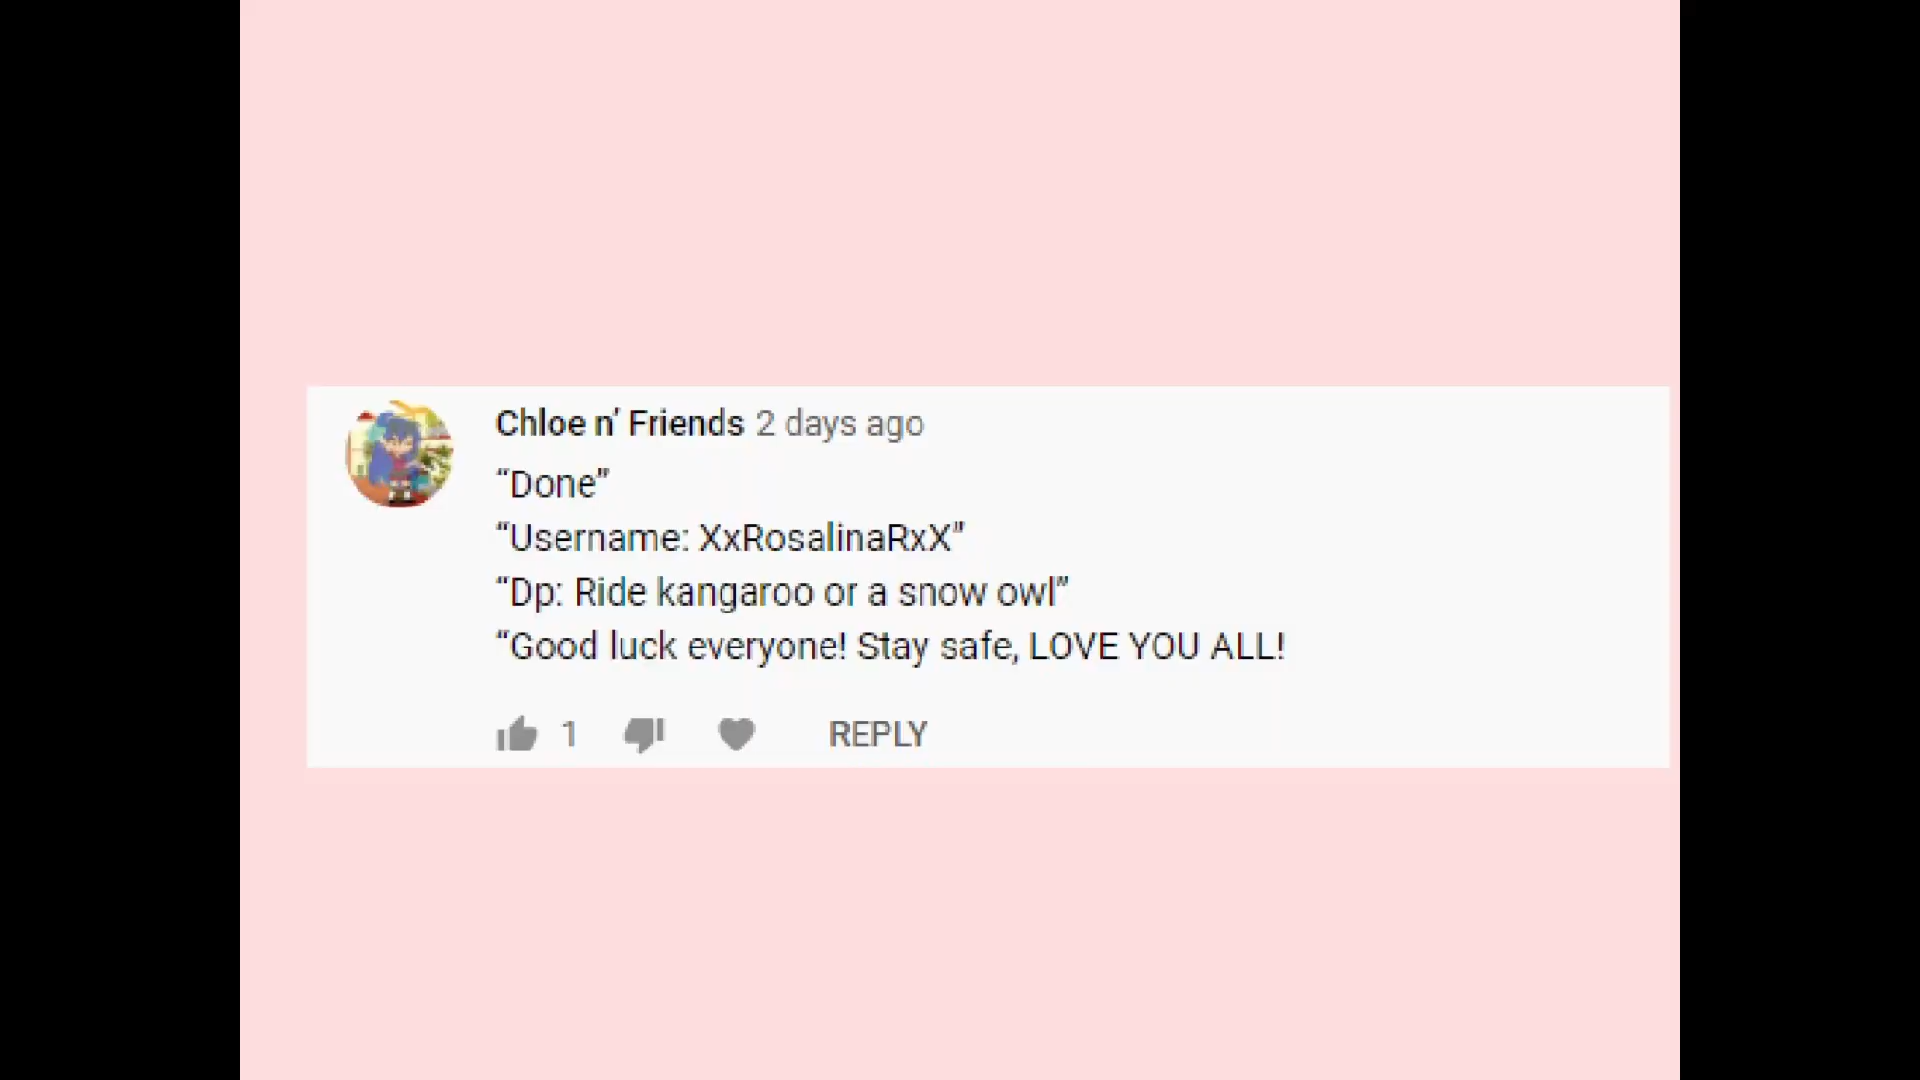 Chloe n' Friends 2 days ago
“Done”
“Username: XxRosalinaRxX”
“Dp: Ride kangaroo or a snow owl”
“Good luck everyone! Stay safe, LOVE YOU ALL!
1 REPLY